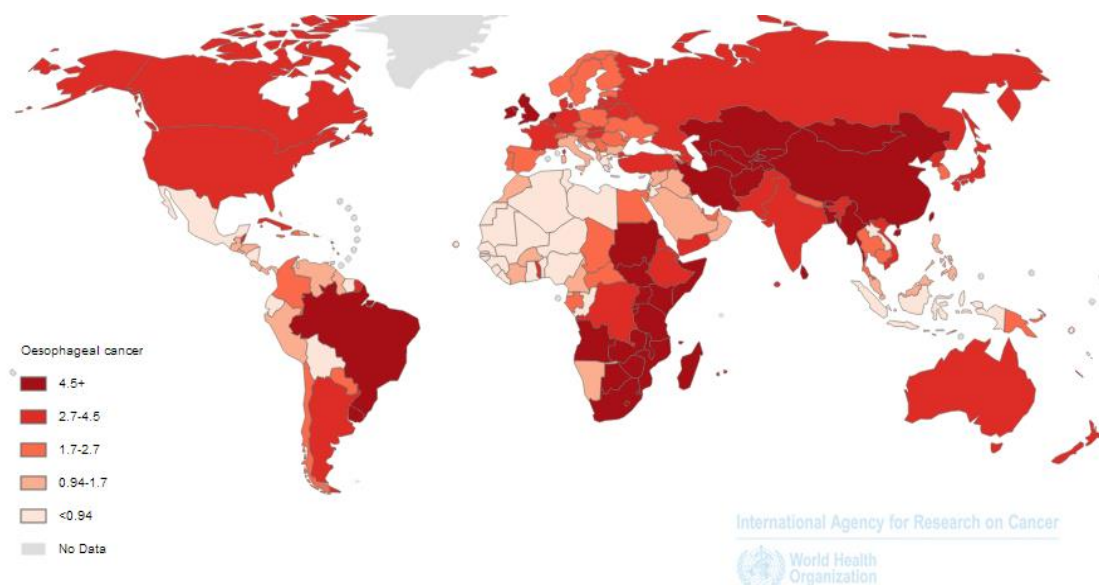 Oesophageal cancer
4.5+
2.7-4.5
1.7-2.7
0.94-1.7
<0.94
No Data
International Agency for Research on Cancer
World Health
Organization